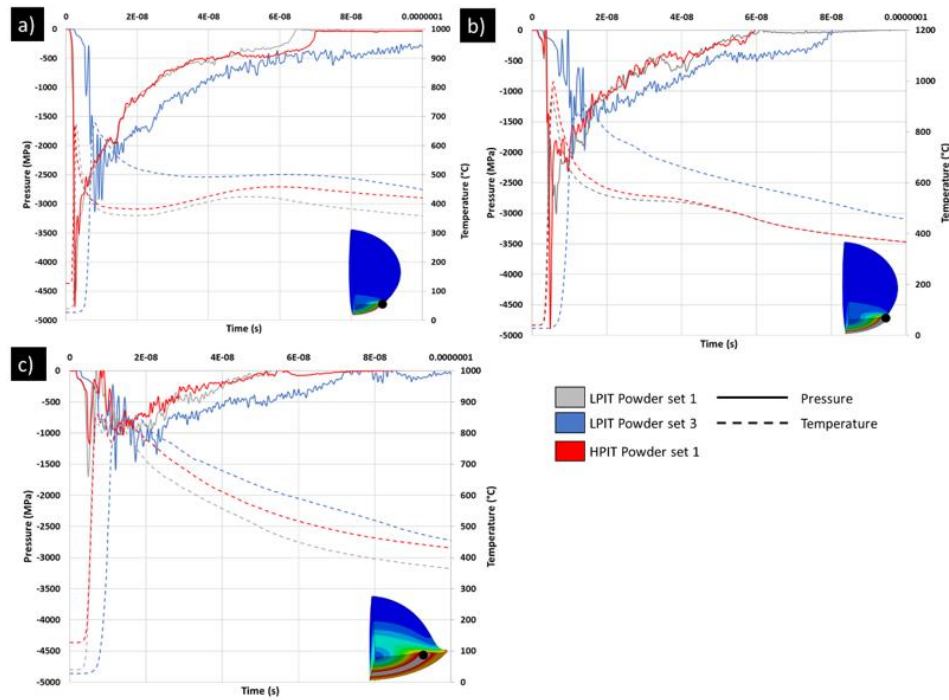 a)
0 2E-08 4E-08 6E-08 8E-08 0.0000001
0 1000
-500 900
-1000 800
-1500 700
-2000 600
-2500 500
-3000 400
-3500 300
-4000 200
-4500 100
-5000 0
Pressure (MPa)
Temperature (°C)
Time (s)
b)
0 2E-08 4E-08 6E-08 8E-08 0.0000001
0 1200
-500
-1000 1000
-1500
-2000 800
-2500 600
-3000
-3500 400
-4000
-4500 200
-5000 0
Pressure (MPa)
Temperature (°C)
Time (s)
c)
0 2E-08 4E-08 6E-08 8E-08 0.0000001
0 1000
-500 900
-1000 800
-1500 700
-2000 600
-2500 500
-3000 400
-3500 300
-4000 200
-4500 100
-5000 0
Pressure (MPa)
Temperature (°C)
Time (s)
LPIT Powder set 1 Pressure
LPIT Powder set 3 Temperature
HPIT Powder set 1